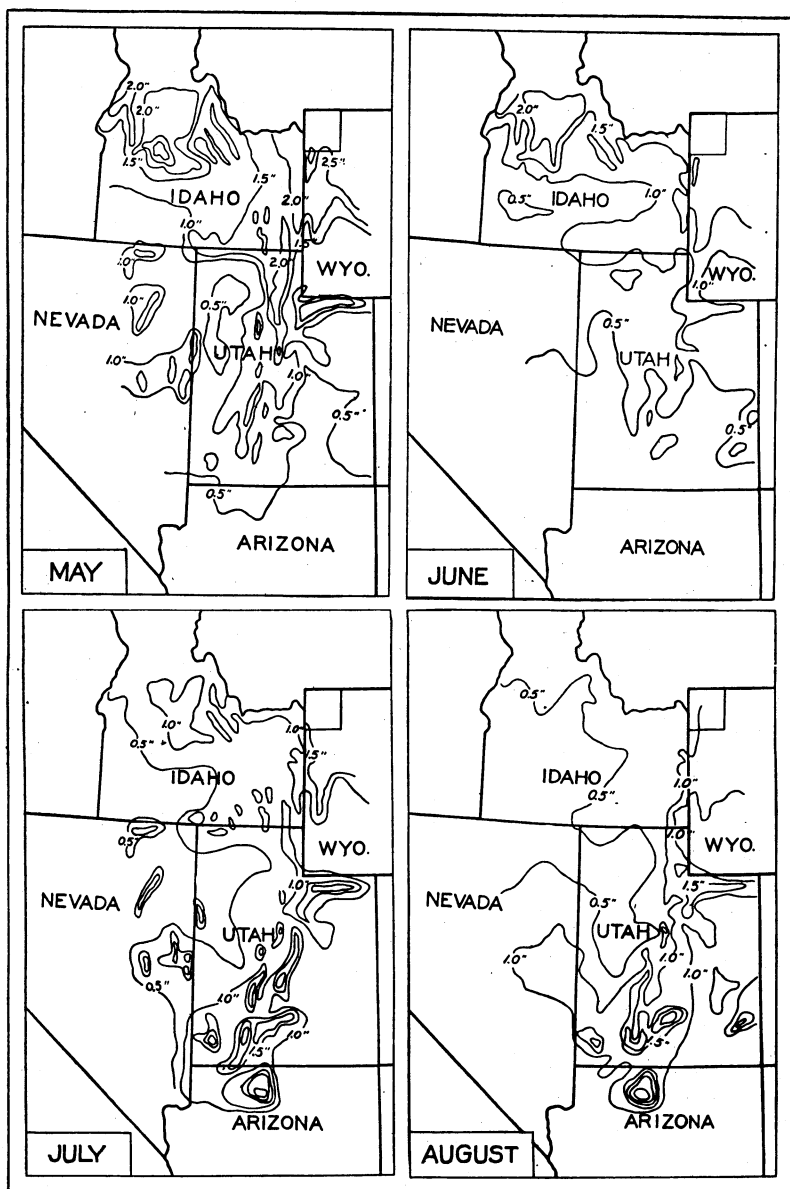 2.0"
2.0"
1.5"
IDAHO
1.5"
2.5"
2.0"
1.0"
1.5"
1.0"
2.0"
WYO.
0.5"
1.0"
NEVADA
UTAH
1.0"
1.0"
0.5"
0.5"
ARIZONA
MAY
2.0"
1.5"
IDAHO
1.0"
0.5"
WYO.
1.0"
NEVADA
0.5"
UTAH
0.5"
ARIZONA
JUNE
1.0"
1.0"
0.5"
1.5"
IDAHO
0.5"
WYO.
1.0"
NEVADA
UTAH
0.5"
1.0"
1.0"
1.5"
ARIZONA
JULY
0.5"
IDAHO
1.0"
0.5"
1.0"
WYO.
NEVADA
0.5"
1.5"
UTAH
1.0"
1.0"
1.0"
1.5"
ARIZONA
AUGUST